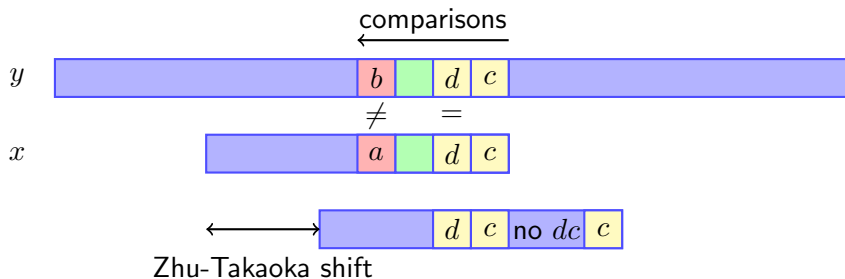 comparisons
y b d c
≠ =
x a d c
d c no dc c
Zhu-Takaoka shift